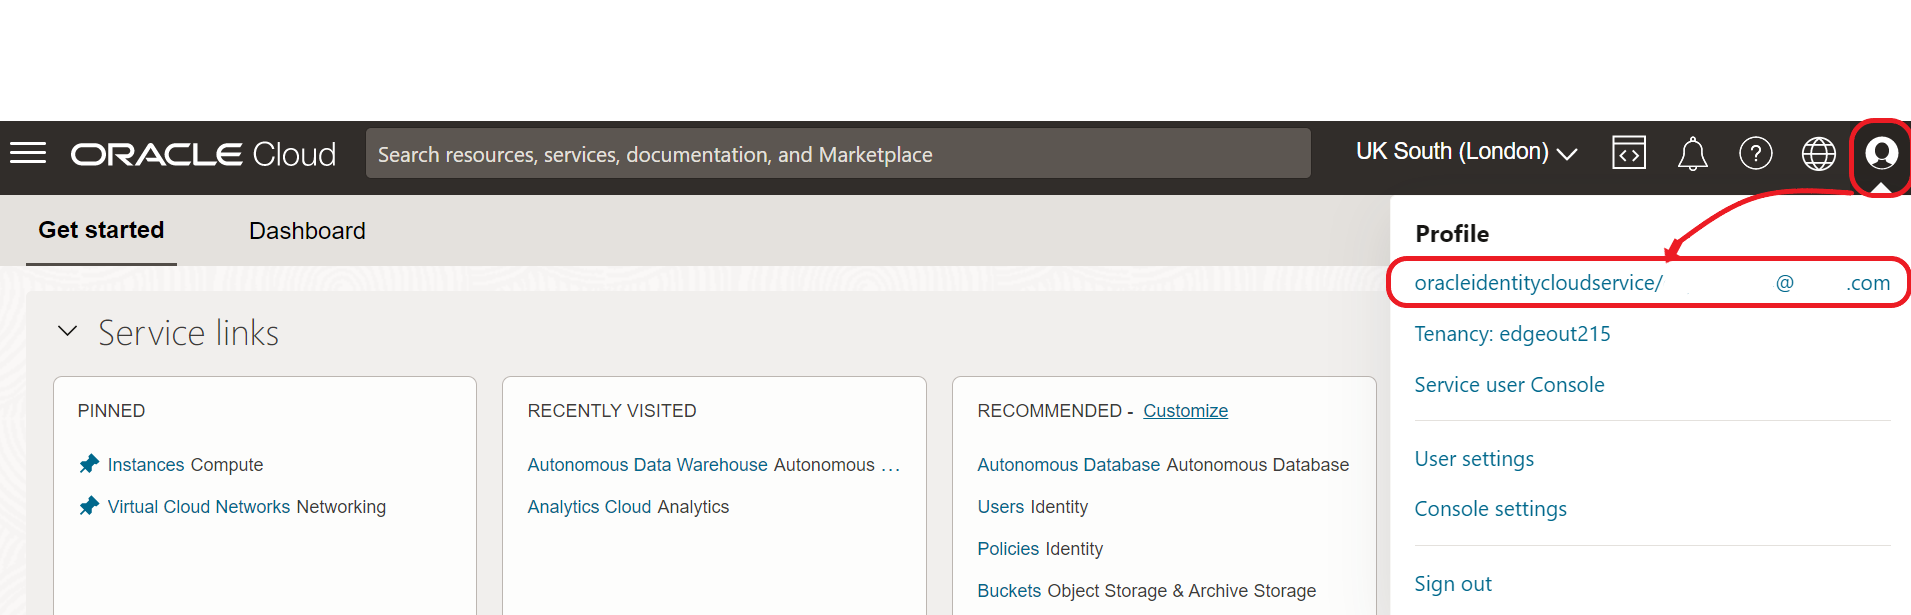 ORACLE Cloud
Search resources, services, documentation, and Marketplace
UK South (London)
Get started
Dashboard
Profile
oracleidentitycloudservice/ @ .com
Tenancy: edgeout215
Service user Console
User settings
Console settings
Sign out
Service links
PINNED
Instances Compute
Virtual Cloud Networks Networking
RECENTLY VISITED
Autonomous Data Warehouse Autonomous ...
Analytics Cloud Analytics
RECOMMENDED - Customize
Autonomous Database Autonomous Database
Users Identity
Policies Identity
Buckets Object Storage & Archive Storage